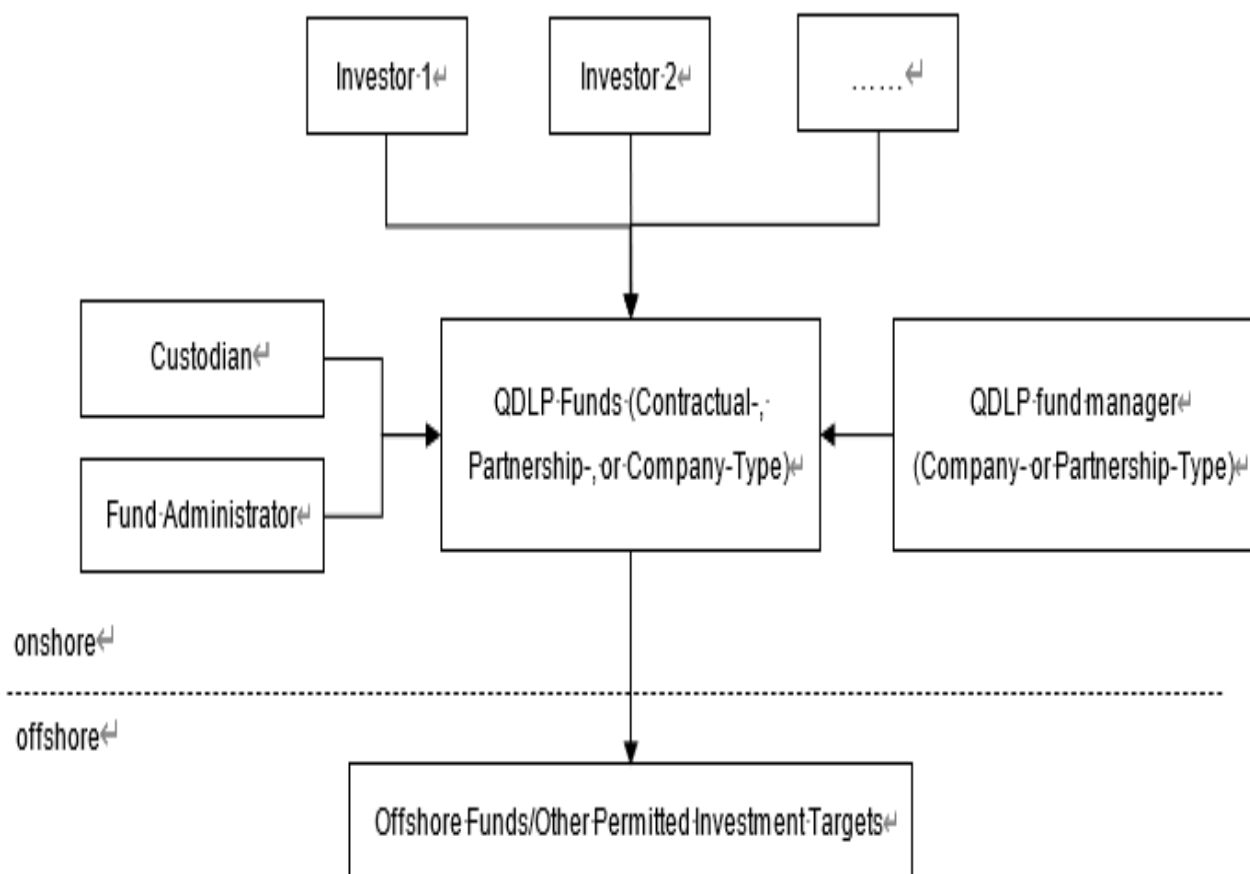 Investor 1
Investor 2
……
Custodian
Fund Administrator
QDLP Funds (Contractual-,
Partnership-, or Company-Type)
QDLP fund manager
(Company- or Partnership-Type)
onshore
offshore
Offshore Funds/Other Permitted Investment Targets